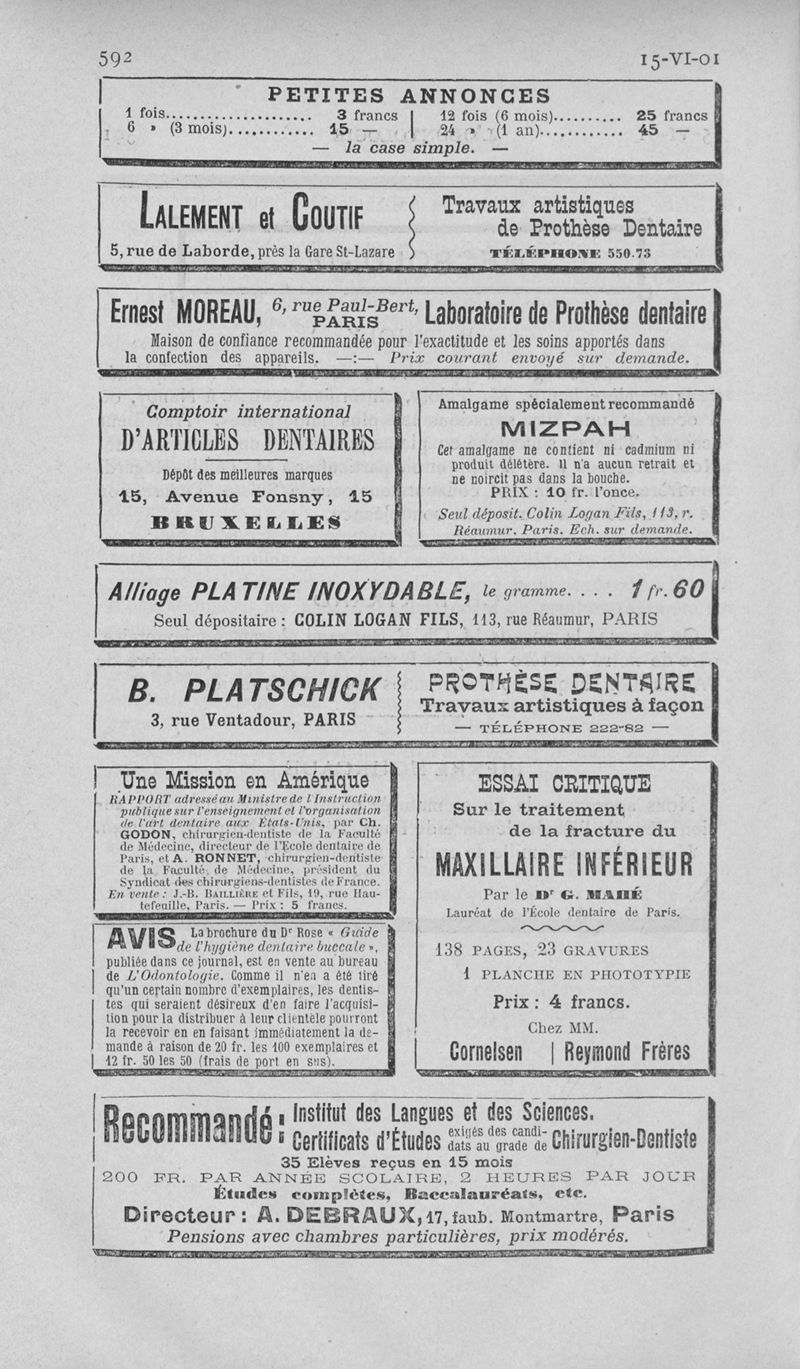 592
15-VI-01
PETITES ANNONCES
1 fois...................... 3 francs | 12 fois (6 mois).......... 25 francs
6 » (3 mois)............. 15 — | 24 » (1 an)............. 45 —
— la case simple. —
LALEMENT et COUTIF
5, rue de Laborde, près la Gare St-Lazare
Travaux artistiques
de Prothèse Dentaire
TÉLÉPHONE 550.73
Ernest MOREAU, 6, rue Paul-Bert, PARIS Laboratoire de Prothèse dentaire
Maison de confiance recommandée pour l'exactitude et les soins apportés dans
la confection des appareils. —:— Prix courant envoyé sur demande.
Comptoir international
D'ARTICLES DENTAIRES
Dépôt des meilleures marques
15, Avenue Fonsny, 15
BRUXELLES
Amalgame spécialement recommandé
MIZPAH
Cet amalgame ne contient ni cadmium ni
produit délétère. Il n'a aucun retrait et
ne noircit pas dans la bouche.
PRIX : 10 fr. l'once.
Seul déposit. Colin Logan Fils, 113, r.
Réaumur. Paris. Ech. sur demande.
Alliage PLATINE INOXYDABLE, le gramme. . . . 1 fr. 60
Seul dépositaire : COLIN LOGAN FILS, 113, rue Réaumur, PARIS
B. PLATSCHICK
3, rue Ventadour, PARIS
PROTHÈSE DENTAIRE
Travaux artistiques à façon
— TÉLÉPHONE 222-82 —
Une Mission en Amérique
RAPPORT adressé au Ministre de l'Instruction
publique sur l'enseignement et l'organisation
de l'art dentaire aux Etats-Unis, par Ch.
GODON, chirurgien-dentiste de la Faculté
de Médecine, directeur de l'Ecole dentaire de
Paris, et A. RONNET, chirurgien-dentiste
de la Faculté de Médecine, président du
Syndicat des chirurgiens-dentistes de France.
En vente : J.-B. BAILLIÈRE et Fils, 19, rue Hau-
tefeuille, Paris. — Prix : 5 francs.
AVIS La brochure du Dr Rose « Guide
de l'hygiène dentaire buccale »,
publiée dans ce journal, est en vente au bureau
de L'Odontologie. Comme il n'en a été tiré
qu'un certain nombre d'exemplaires, les dentis-
tes qui seraient désireux d'en faire l'acquisi-
tion pour la distribuer à leur clientèle pourront
la recevoir en en faisant immédiatement la de-
mande à raison de 20 fr. les 100 exemplaires et
12 fr. 50 les 50 (frais de port en sus).
ESSAI CRITIQUE
Sur le traitement
de la fracture du
MAXILLAIRE INFÉRIEUR
Par le Dr G. MAHÉ
Lauréat de l'École dentaire de Paris.
138 PAGES, 23 GRAVURES
1 PLANCHE EN PHOTOTYPIE
Prix : 4 francs.
Chez MM.
Cornelsen | Reymond Frères
Recommandé : Institut des Langues et des Sciences.
Certificats d'Études exigés des candi-dats au grade de Chirurgien-Dentiste
35 Elèves reçus en 15 mois
200 FR. PAR ANNÉE SCOLAIRE, 2 HEURES PAR JOUR
Études complètes, Baccalauréats, etc.
Directeur : A. DEBRAUX, 17, faub. Montmartre, Paris
Pensions avec chambres particulières, prix modérés.